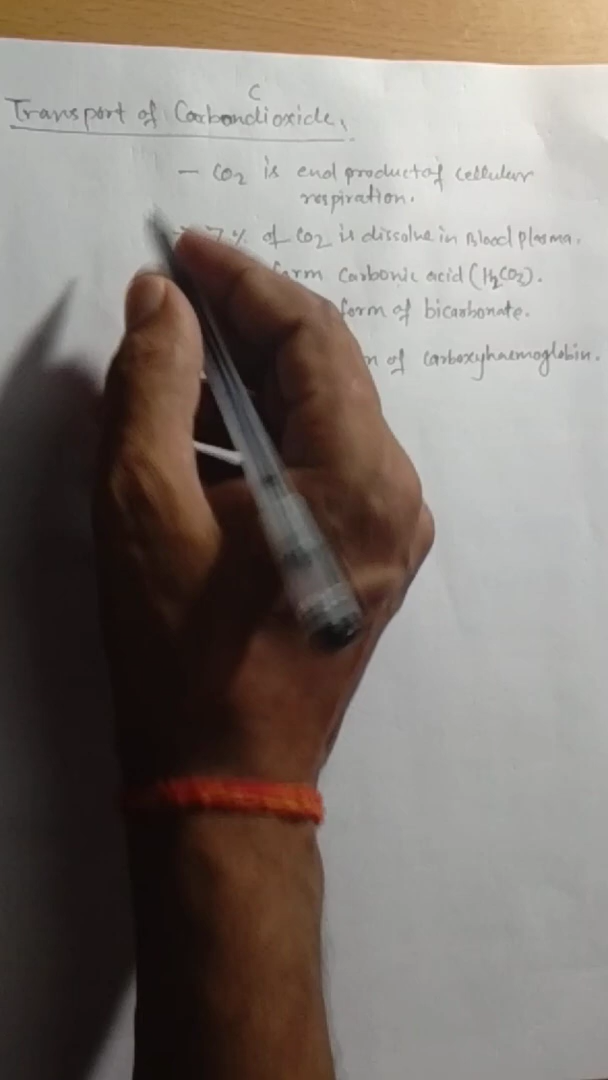 C
Transport of Carbondioxide,
- CO2 is end product of cellular
respiration.
7% of CO2 is dissolve in Blood plasma.
form Carbonic acid (H2CO3).
form of bicarbonate.
of carboxyhaemoglobin.